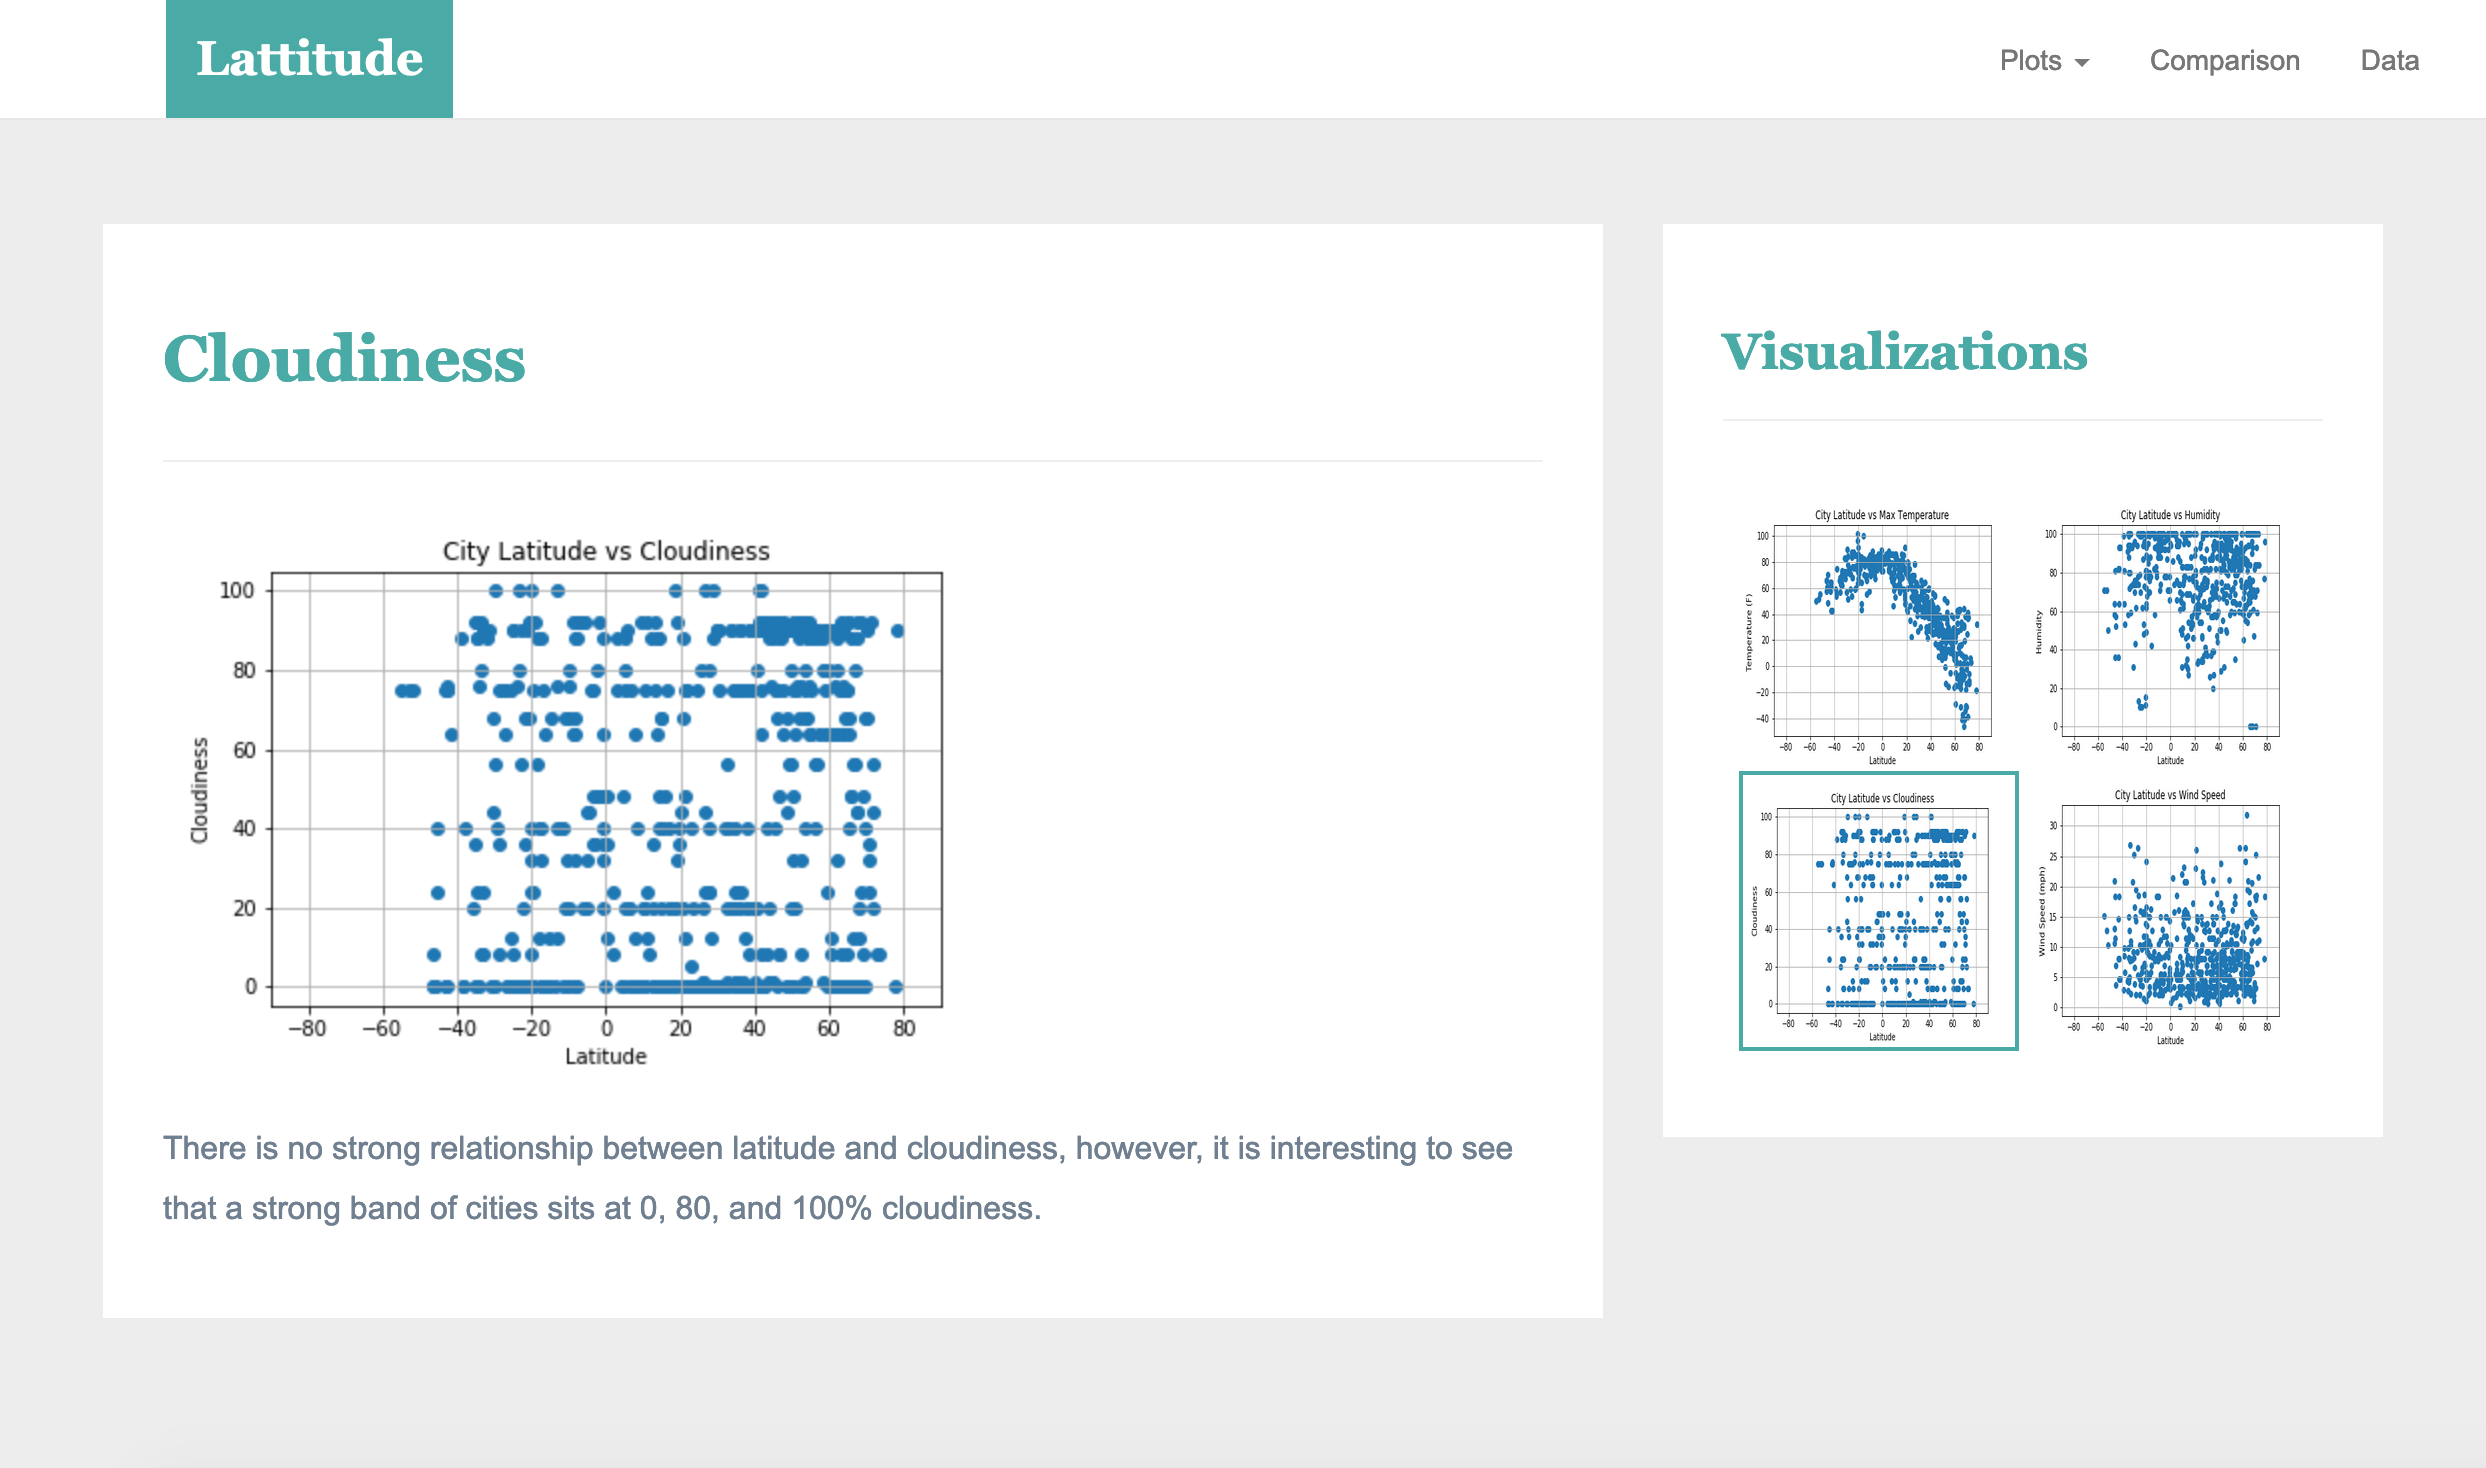 Lattitude
Plots Comparison Data
Cloudiness
City Latitude vs Cloudiness
100
80
60
40
20
0
Cloudiness
−80 −60 −40 −20 0 20 40 60 80
Latitude
There is no strong relationship between latitude and cloudiness, however, it is interesting to see
that a strong band of cities sits at 0, 80, and 100% cloudiness.
Visualizations
City Latitude vs Max Temperature
100
80
60
40
20
0
−20
−40
Temperature (F)
−80 −60 −40 −20 0 20 40 60 80
Latitude
City Latitude vs Humidity
100
80
60
40
20
0
Humidity
−80 −60 −40 −20 0 20 40 60 80
Latitude
City Latitude vs Cloudiness
100
80
60
40
20
0
Cloudiness
−80 −60 −40 −20 0 20 40 60 80
Latitude
City Latitude vs Wind Speed
30
25
20
15
10
5
0
Wind Speed (mph)
−80 −60 −40 −20 0 20 40 60 80
Latitude